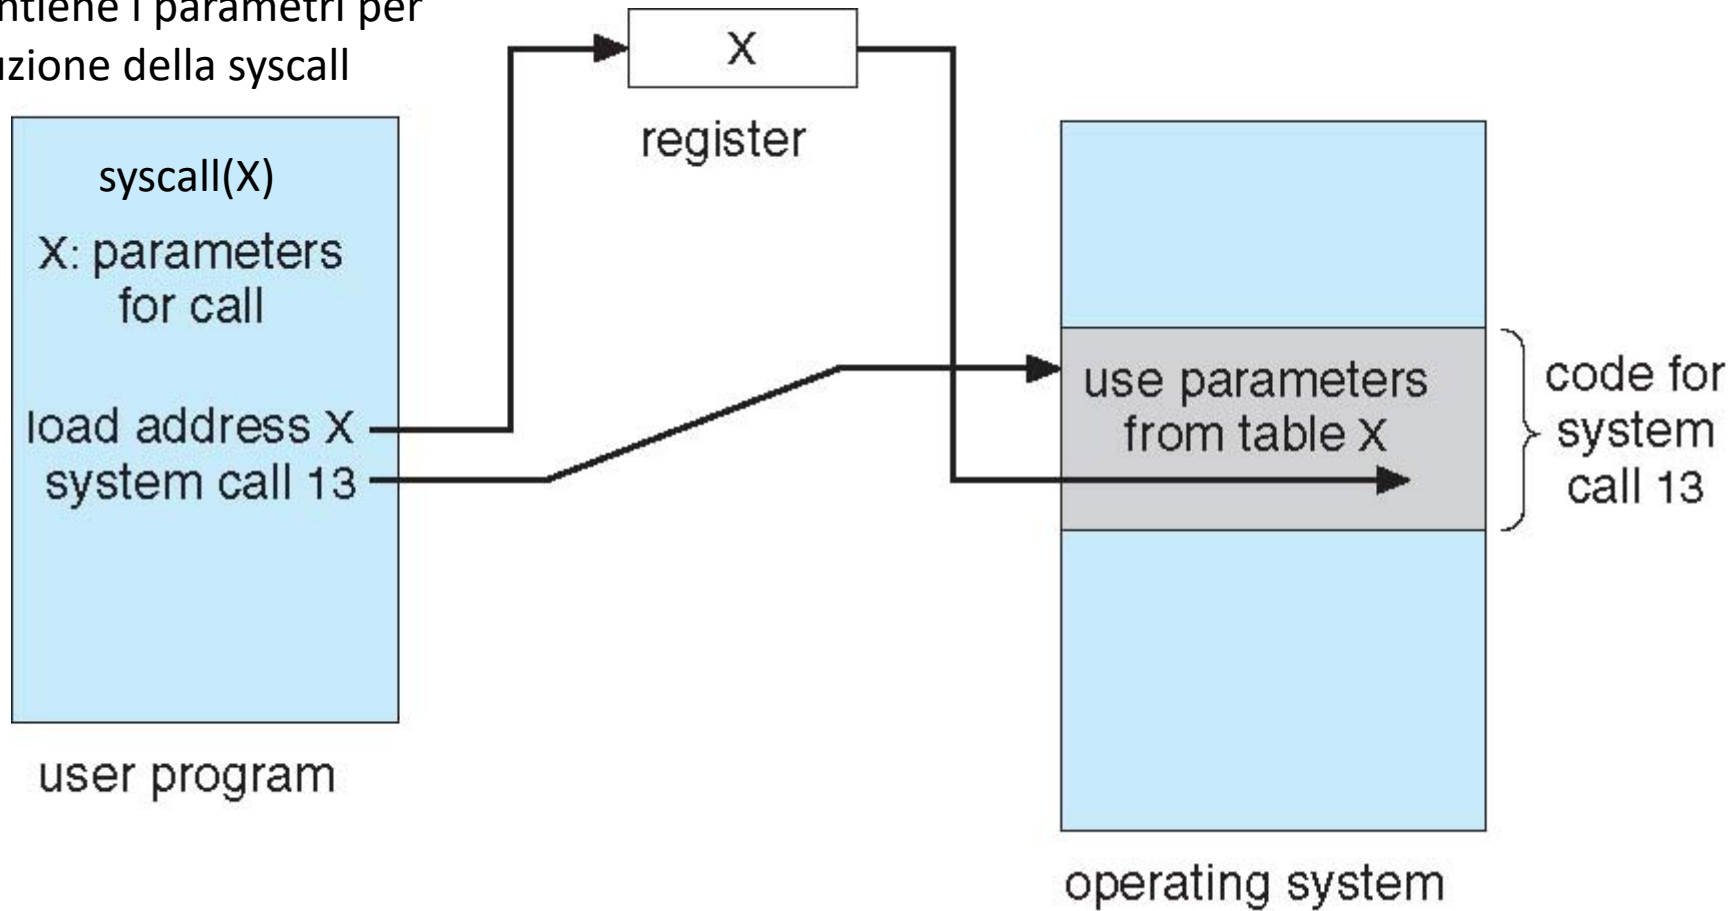 ntiene i parametri per
uzione della syscall
X
register
syscall(X)
X: parameters
for call
load address X
system call 13
user program
use parameters
from table X
code for
system
call 13
operating system